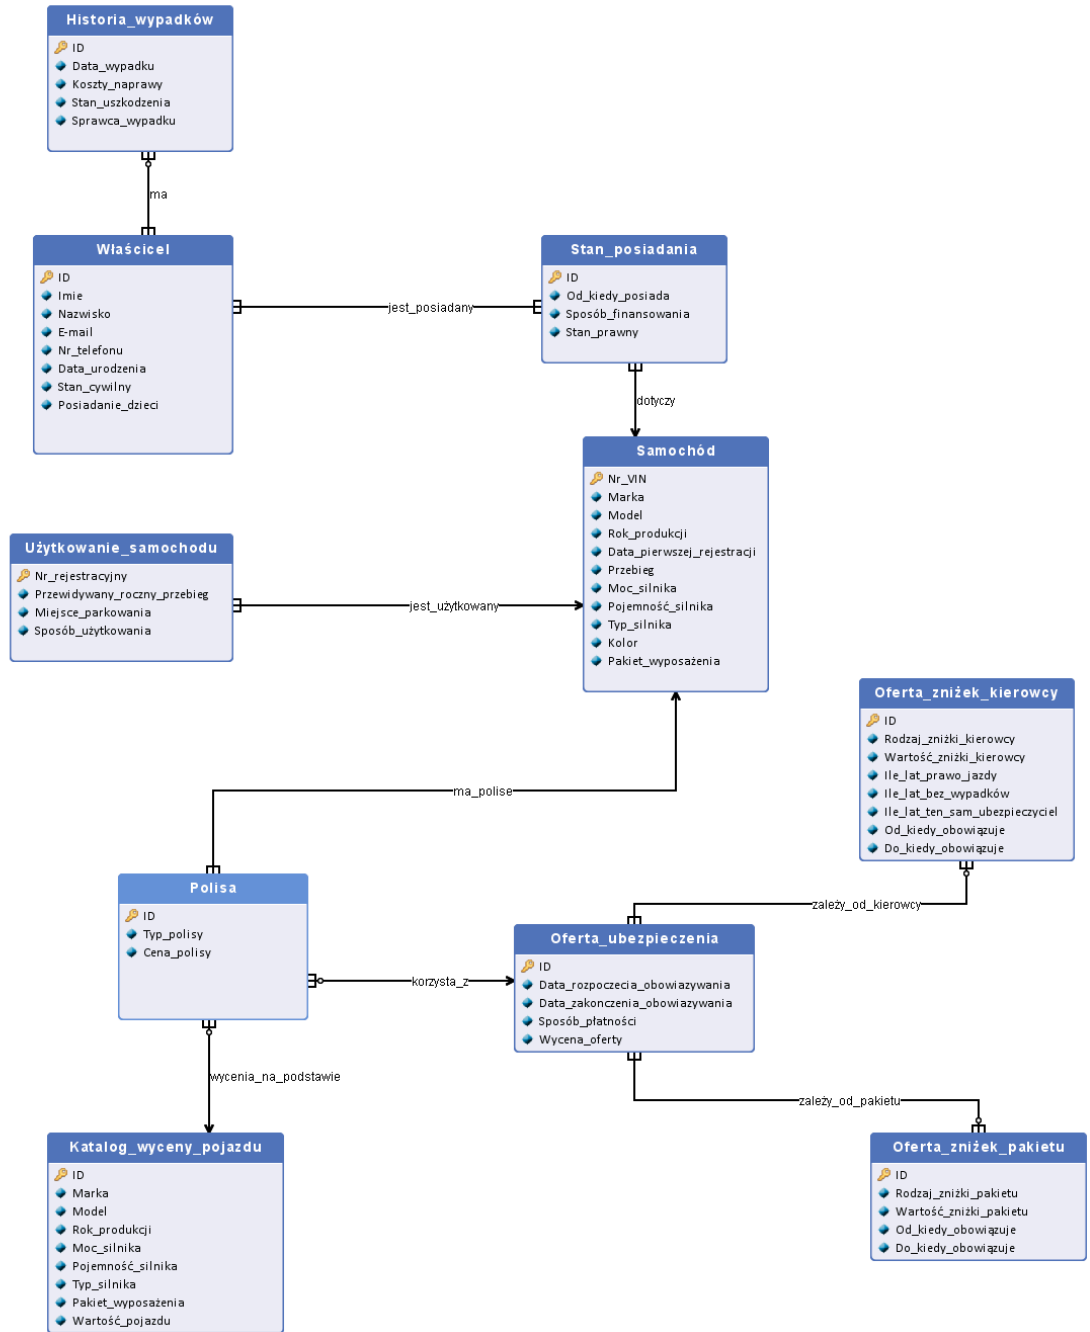 Historia_wypadków
ID
Data_wypadku
Koszty_naprawy
Stan_uszkodzenia
Sprawca_wypadku
ma
Właścicel
ID
Imie
Nazwisko
E-mail
Nr_telefonu
Data_urodzenia
Stan_cywilny
Posiadanie_dzieci
jest_posiadany
Stan_posiadania
ID
Od_kiedy_posiada
Sposób_finansowania
Stan_prawny
dotyczy
Samochód
Nr_VIN
Marka
Model
Rok_produkcji
Data_pierwszej_rejestracji
Przebieg
Moc_silnika
Pojemność_silnika
Typ_silnika
Kolor
Pakiet_wyposażenia
Użytkowanie_samochodu
Nr_rejestracyjny
Przewidywany_roczny_przebieg
Miejsce_parkowania
Sposób_użytkowania
jest_użytkowany
ma_polise
Oferta_zniżek_kierowcy
ID
Rodzaj_zniżki_kierowcy
Wartość_zniżki_kierowcy
Ile_lat_prawo_jazdy
Ile_lat_bez_wypadków
Ile_lat_ten_sam_ubezpieczyciel
Od_kiedy_obowiązuje
Do_kiedy_obowiązuje
zależy_od_kierowcy
Polisa
ID
Typ_polisy
Cena_polisy
korzysta_z
Oferta_ubezpieczenia
ID
Data_rozpoczecia_obowiazywania
Data_zakonczenia_obowiazywania
Sposób_płatności
Wycena_oferty
wycenia_na_podstawie
zależy_od_pakietu
Katalog_wyceny_pojazdu
ID
Marka
Model
Rok_produkcji
Moc_silnika
Pojemność_silnika
Typ_silnika
Pakiet_wyposażenia
Wartość_pojazdu
Oferta_zniżek_pakietu
ID
Rodzaj_zniżki_pakietu
Wartość_zniżki_pakietu
Od_kiedy_obowiązuje
Do_kiedy_obowiązuje